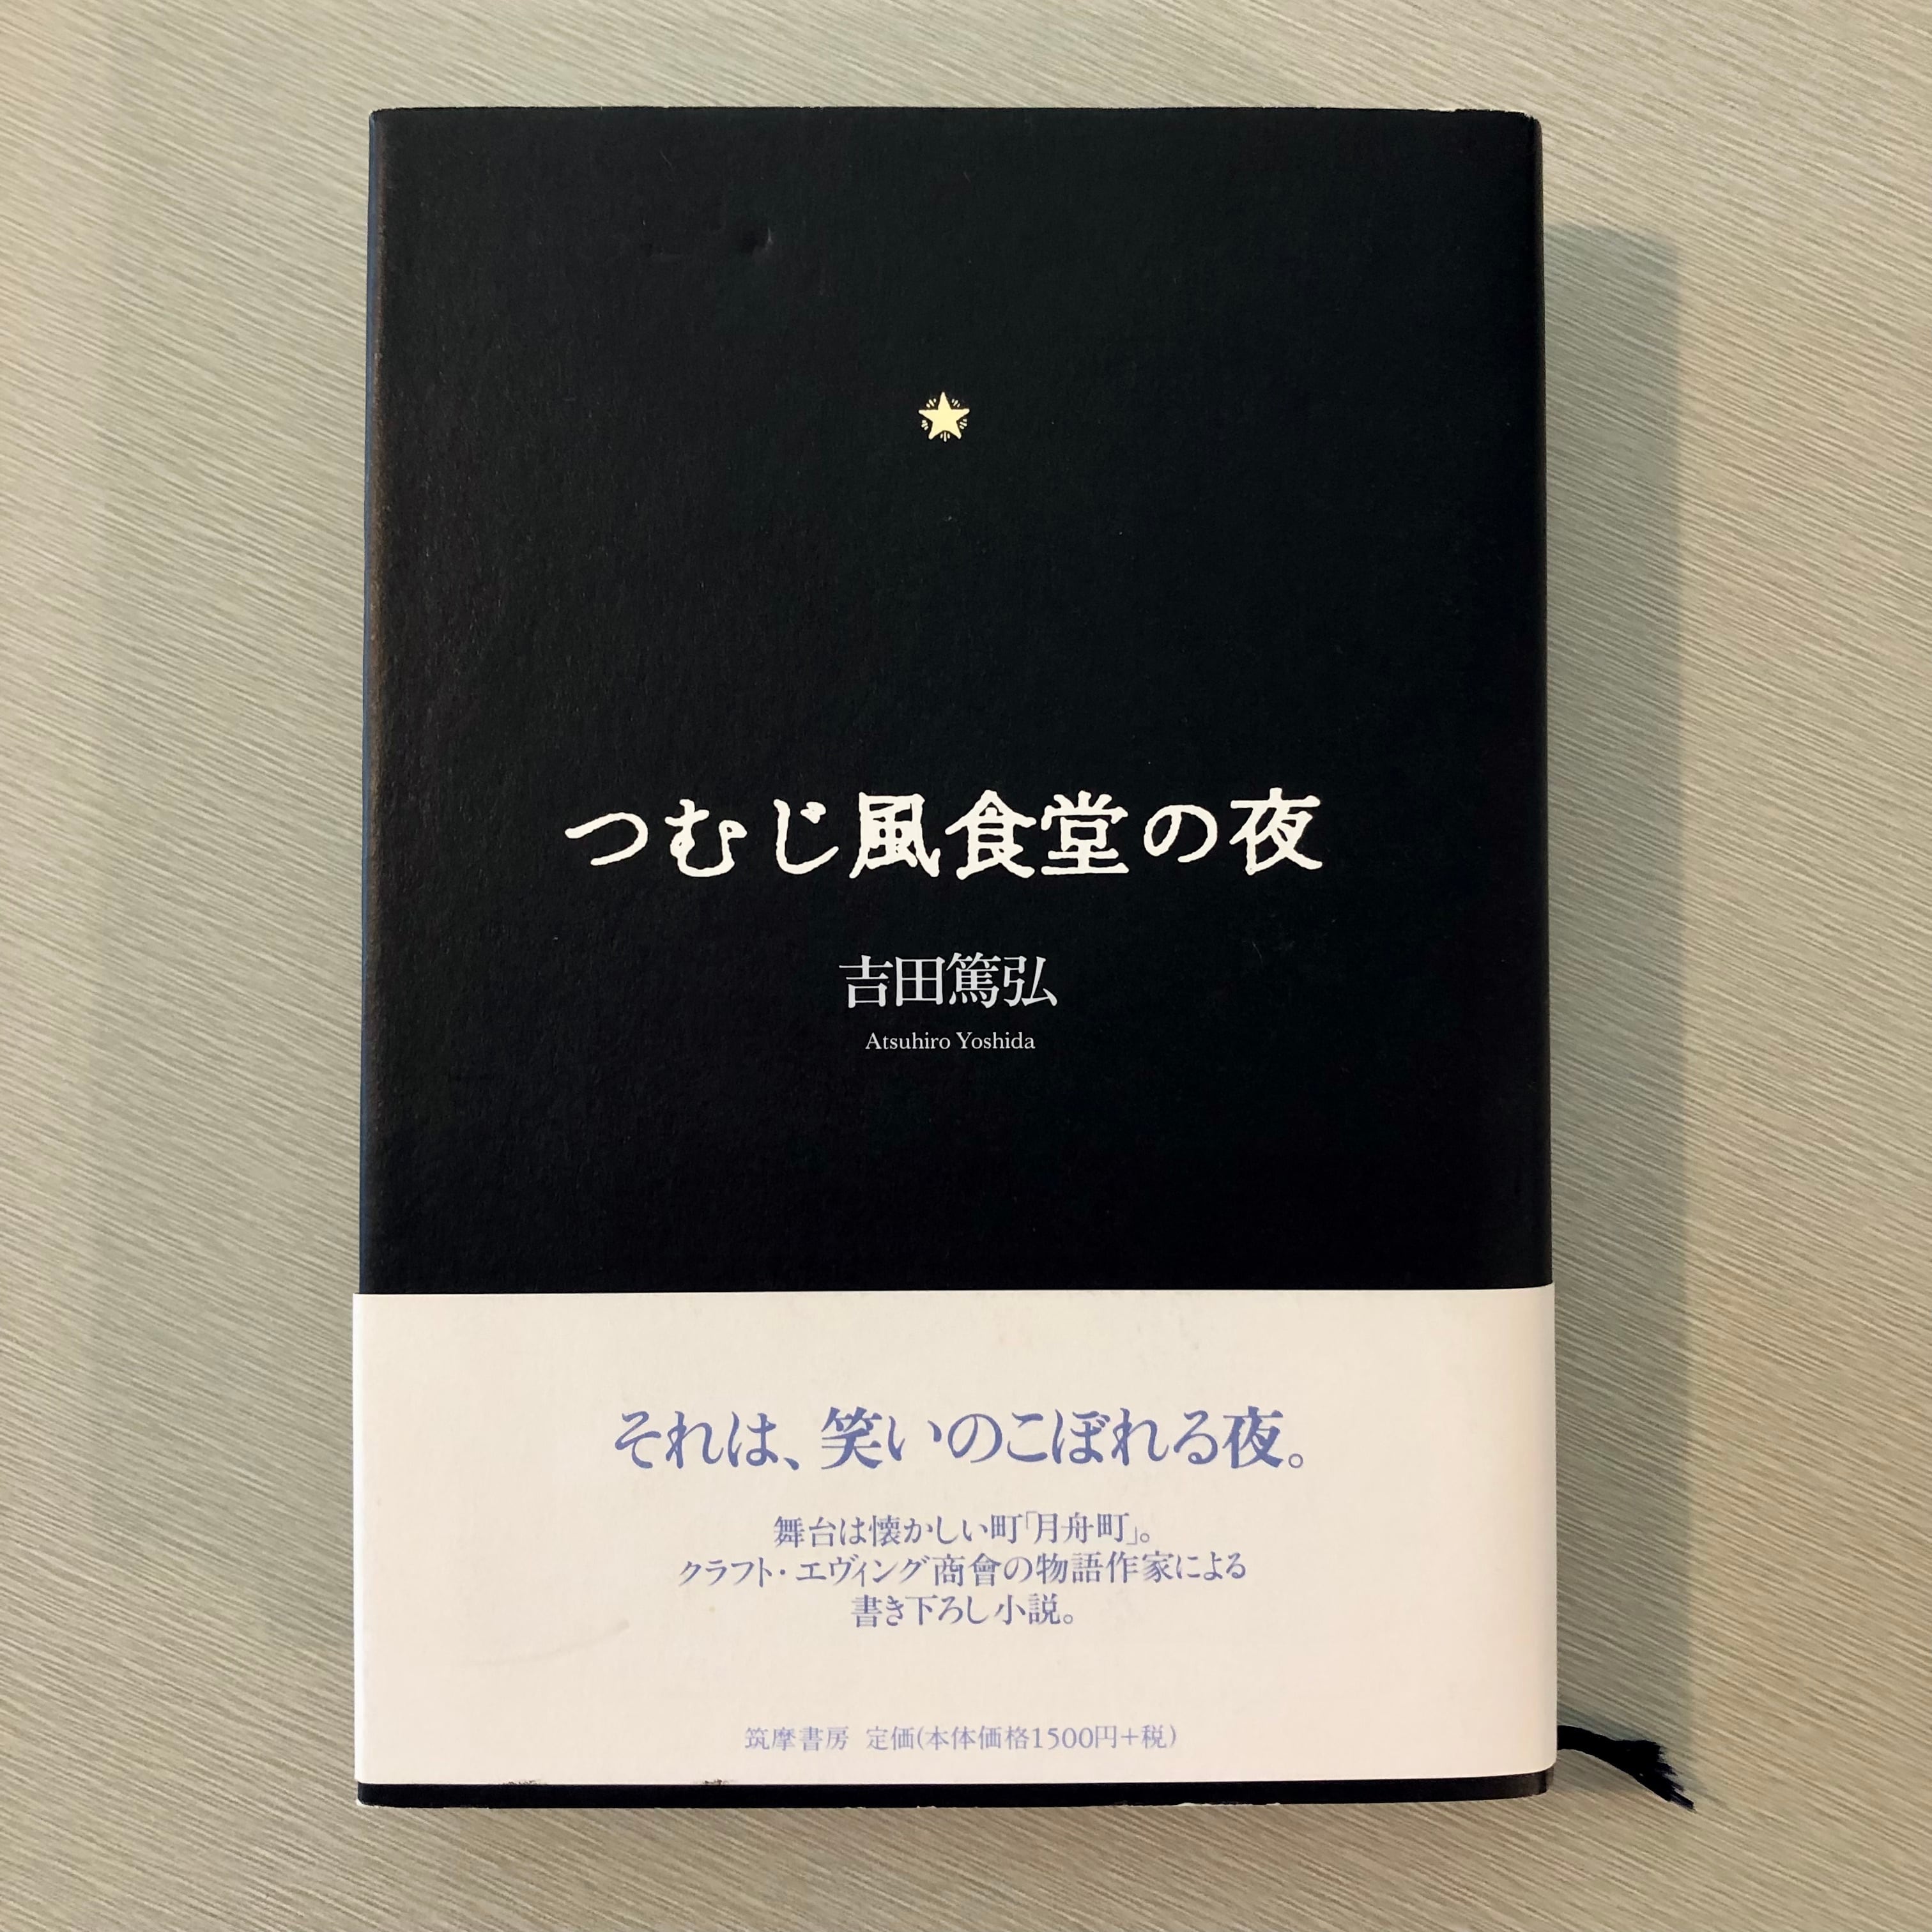 つむじ風食堂の夜
吉田篤弘
Atsuhiro Yoshida
それは、笑いのこぼれる夜。
舞台は懐かしい町「月舟町」。
クラフト・エヴィング商會の物語作家による
書き下ろし小説。
筑摩書房 定価(本体価格1500円+税)